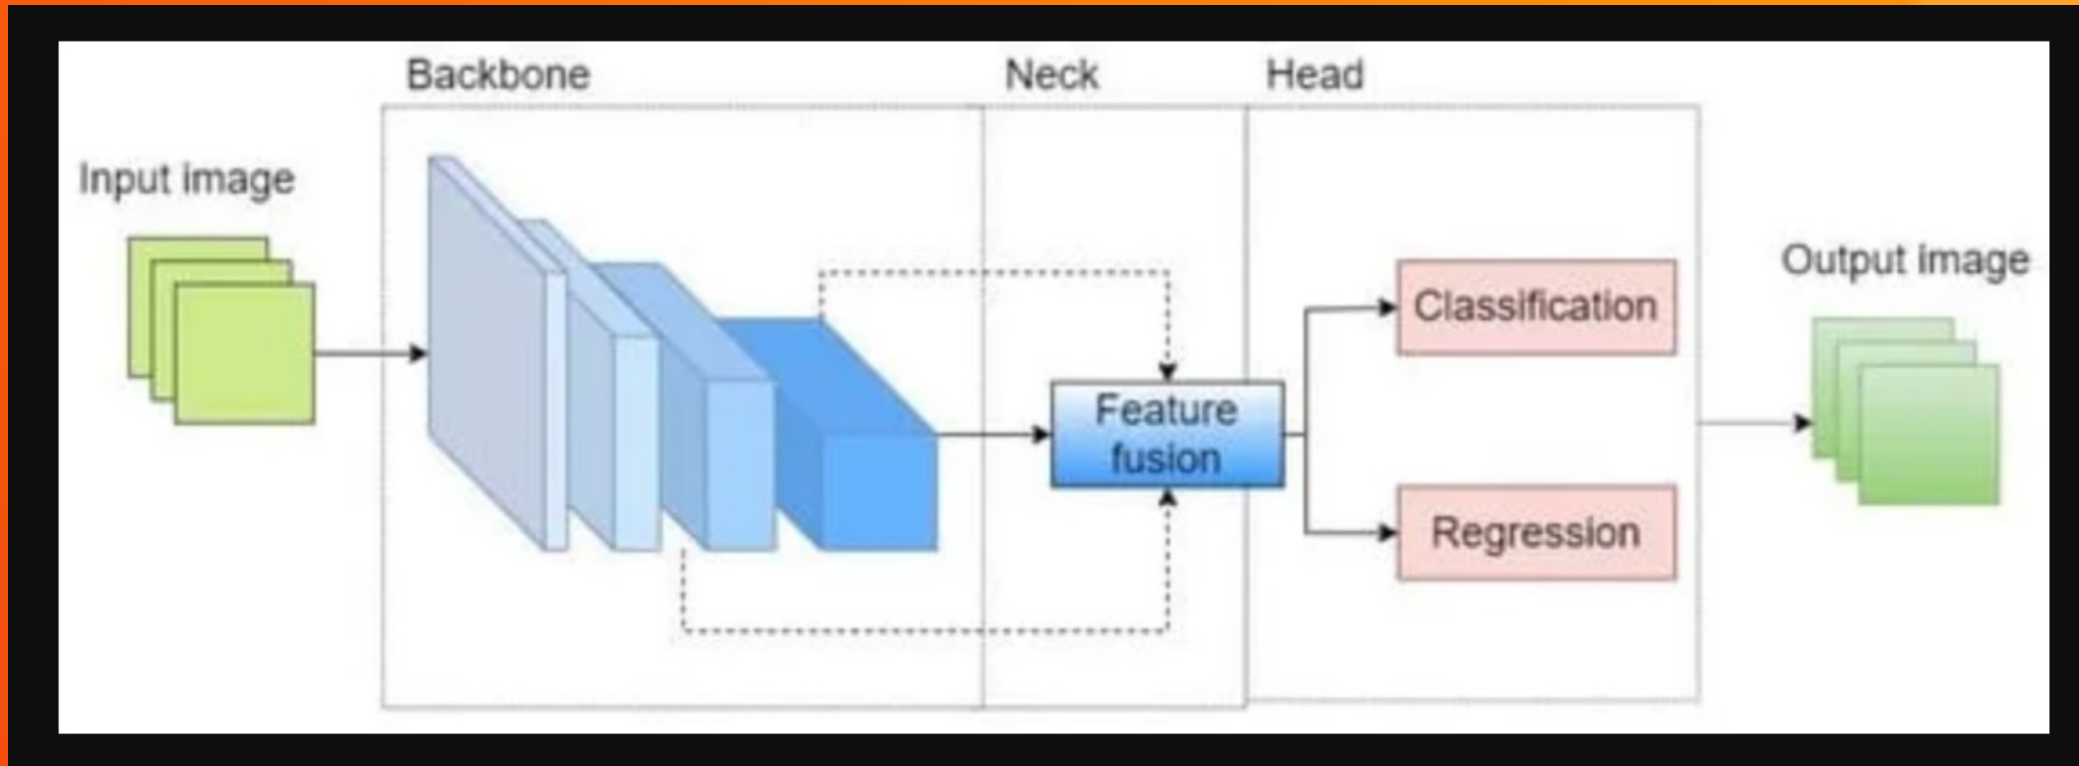 Backbone
Neck
Head
Input image
Output image
Classification
Feature
fusion
Regression